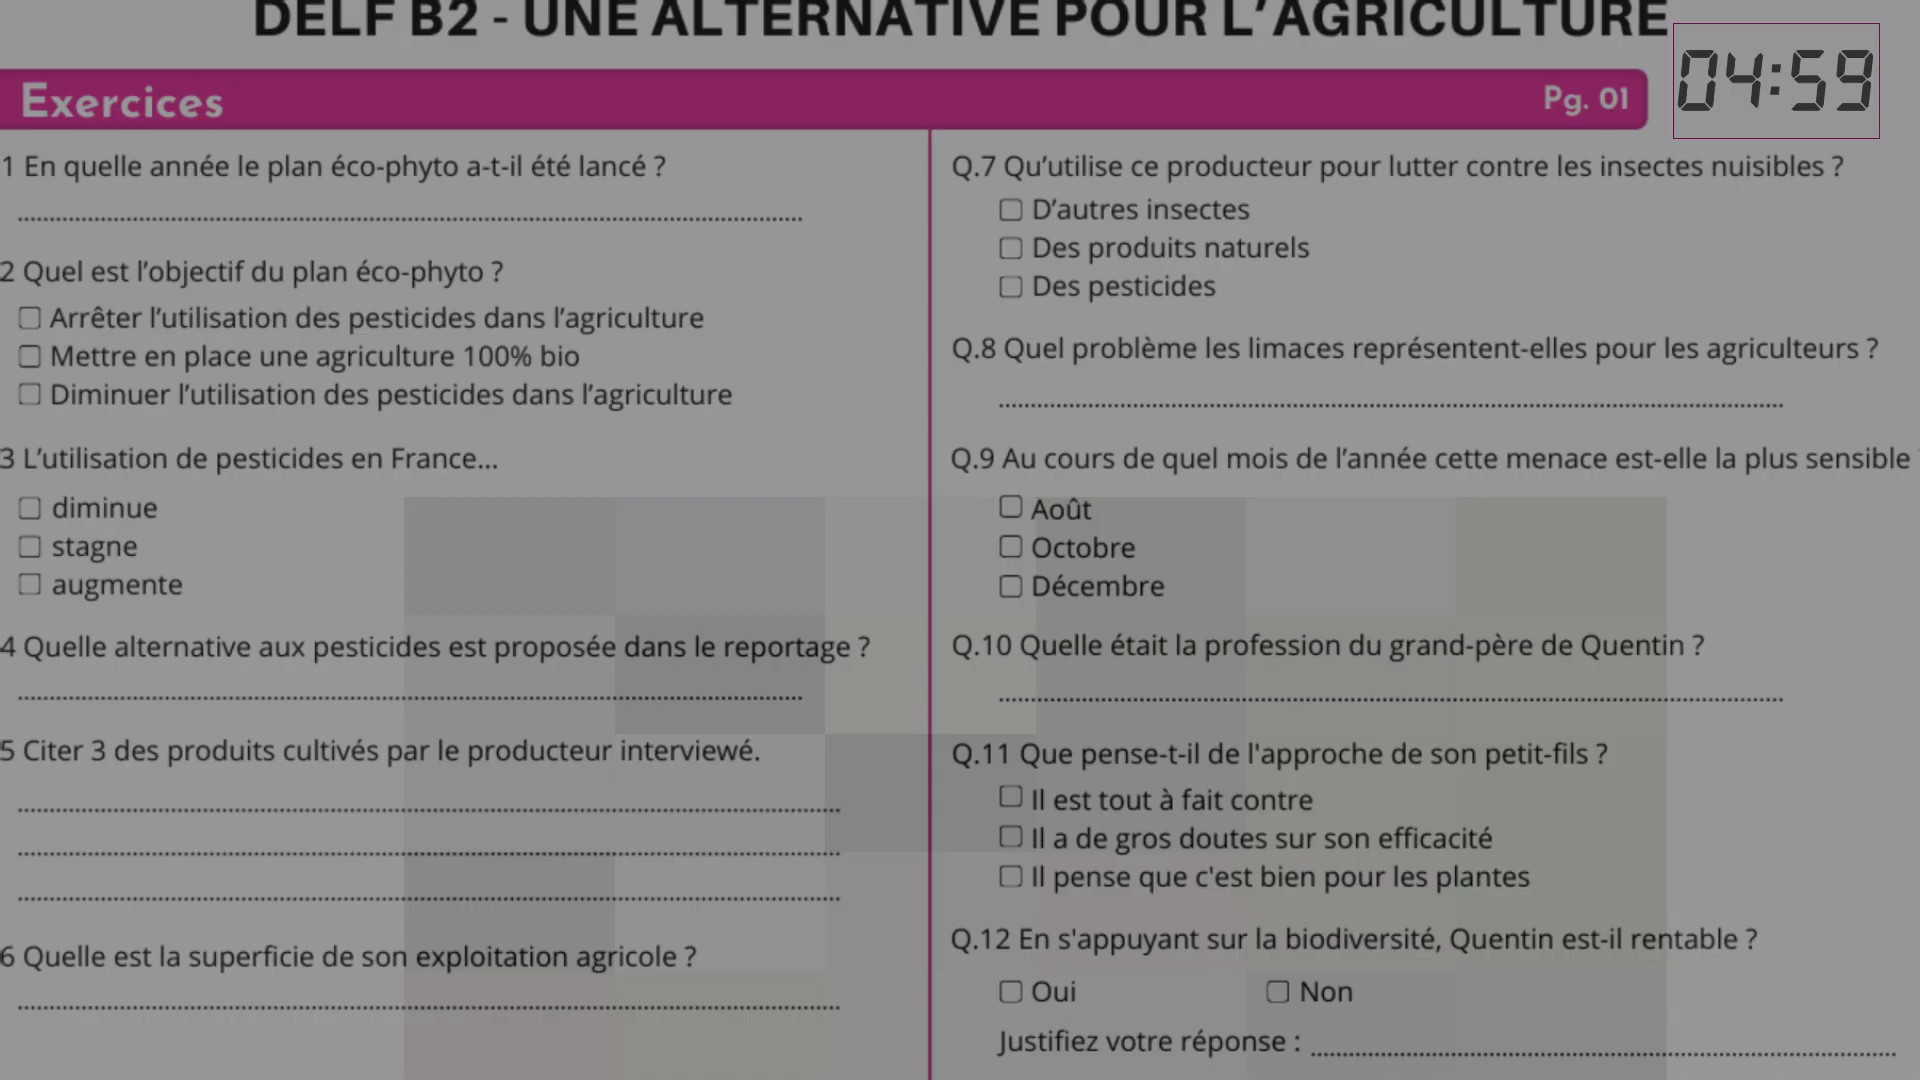 DELF B2 - UNE ALTERNATIVE POUR L'AGRICULTURE
04:59
Exercices
Pg. 01
1 En quelle année le plan éco-phyto a-t-il été lancé ?
2 Quel est l'objectif du plan éco-phyto ?
Arrêter l'utilisation des pesticides dans l'agriculture
Mettre en place une agriculture 100% bio
Diminuer l'utilisation des pesticides dans l'agriculture
3 L'utilisation de pesticides en France...
diminue
stagne
augmente
4 Quelle alternative aux pesticides est proposée dans le reportage ?
5 Citer 3 des produits cultivés par le producteur interviewé.
6 Quelle est la superficie de son exploitation agricole ?
Q.7 Qu'utilise ce producteur pour lutter contre les insectes nuisibles ?
D'autres insectes
Des produits naturels
Des pesticides
Q.8 Quel problème les limaces représentent-elles pour les agriculteurs ?
Q.9 Au cours de quel mois de l'année cette menace est-elle la plus sensible
Août
Octobre
Décembre
Q.10 Quelle était la profession du grand-père de Quentin ?
Q.11 Que pense-t-il de l'approche de son petit-fils ?
Il est tout à fait contre
Il a de gros doutes sur son efficacité
Il pense que c'est bien pour les plantes
Q.12 En s'appuyant sur la biodiversité, Quentin est-il rentable ?
Oui
Non
Justifiez votre réponse :